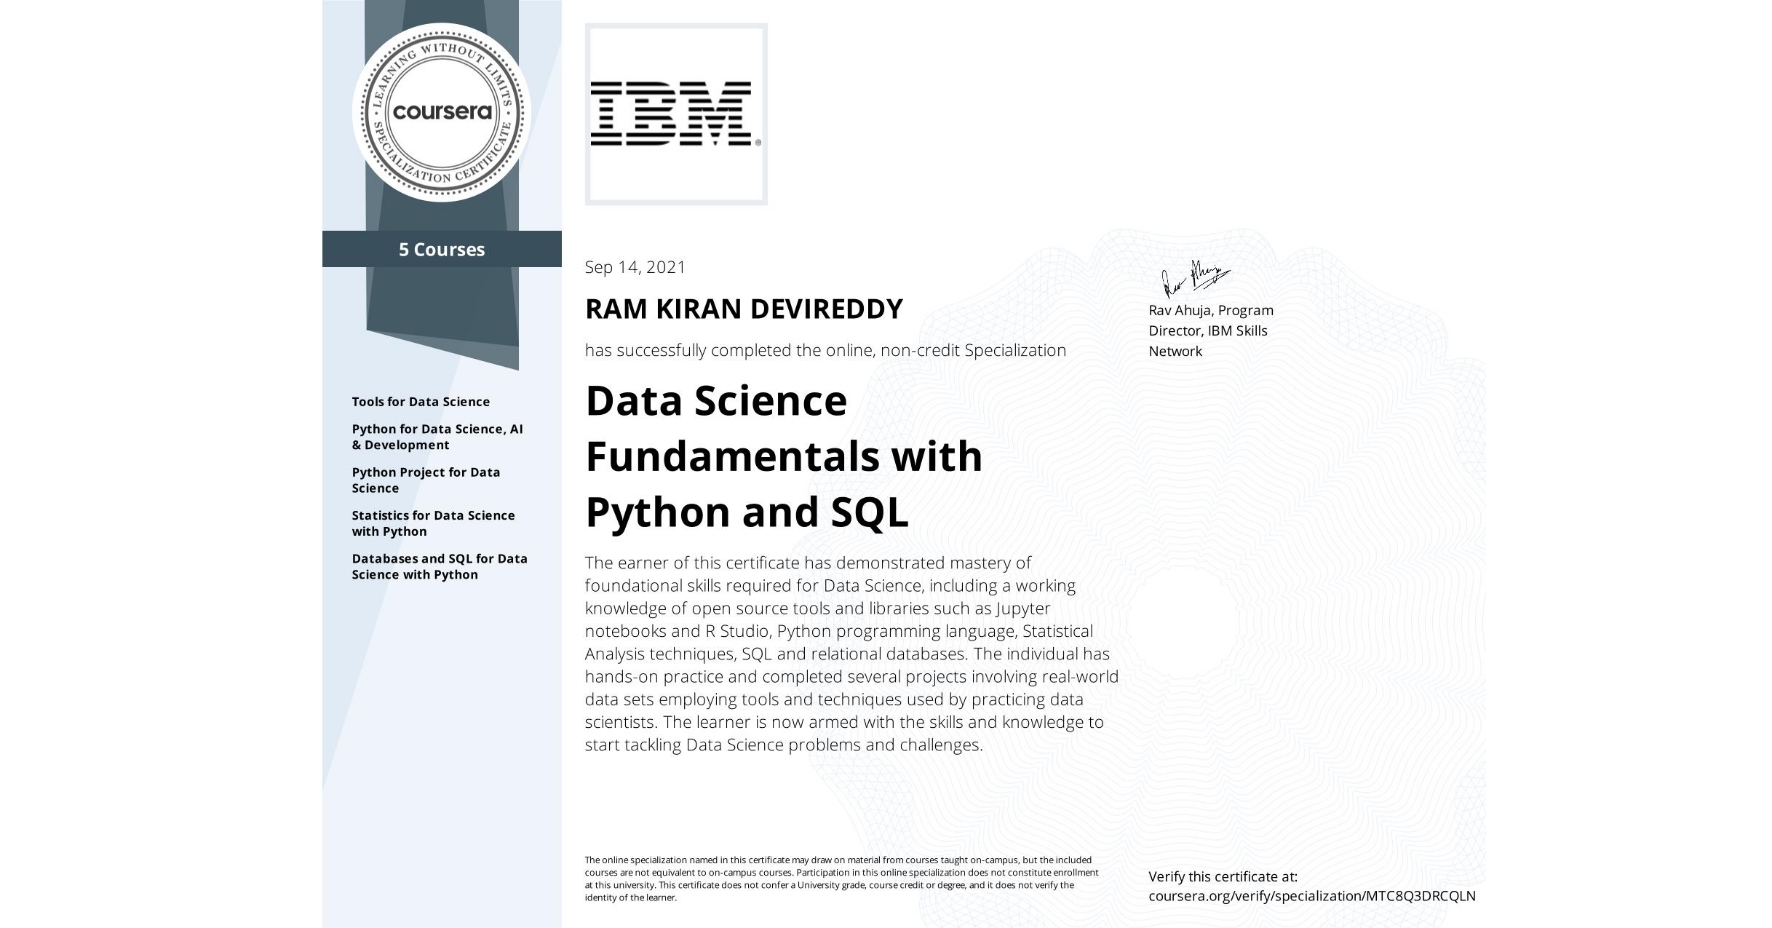 LEARNING WITHOUT LIMITS
coursera
SPECIALIZATION CERTIFICATE
5 Courses
Tools for Data Science
Python for Data Science, AI
& Development
Python Project for Data
Science
Statistics for Data Science
with Python
Databases and SQL for Data
Science with Python
IBM®
Sep 14, 2021
RAM KIRAN DEVIREDDY
has successfully completed the online, non-credit Specialization
Data Science
Fundamentals with
Python and SQL
The earner of this certificate has demonstrated mastery of
foundational skills required for Data Science, including a working
knowledge of open source tools and libraries such as Jupyter
notebooks and R Studio, Python programming language, Statistical
Analysis techniques, SQL and relational databases. The individual has
hands-on practice and completed several projects involving real-world
data sets employing tools and techniques used by practicing data
scientists. The learner is now armed with the skills and knowledge to
start tackling Data Science problems and challenges.
Rav Ahuja
Rav Ahuja, Program
Director, IBM Skills
Network
The online specialization named in this certificate may draw on material from courses taught on-campus, but the included
courses are not equivalent to on-campus courses. Participation in this online specialization does not constitute enrollment
at this university. This certificate does not confer a University grade, course credit or degree, and it does not verify the
identity of the learner.
Verify this certificate at:
coursera.org/verify/specialization/MTC8Q3DRCQLN